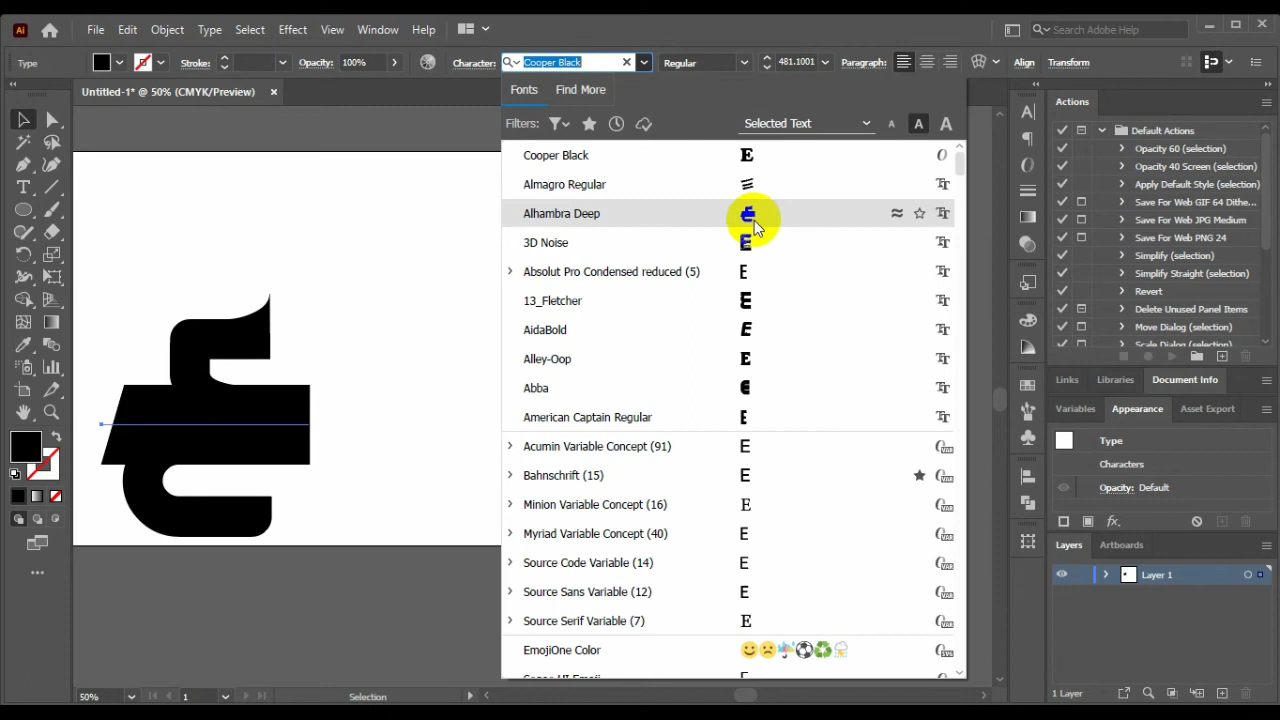 Ai File Edit Object Type Select Effect View Window Help Search Adobe Help
Type Stroke: Opacity: 100% Character: Cooper Black Regular 481.1001 Paragraph: Align Transform
Untitled-1* @ 50% (CMYK/Preview)
Fonts Find More
Filters: Selected Text A A A
Cooper Black E
Almagro Regular
Alhambra Deep E
3D Noise E
Absolut Pro Condensed reduced (5) E
13_Fletcher E
AidaBold E
Alley-Oop E
Abba E
American Captain Regular E
Acumin Variable Concept (91) E
Bahnschrift (15) E
Minion Variable Concept (16) E
Myriad Variable Concept (40) E
Source Code Variable (14) E
Source Sans Variable (12) E
Source Serif Variable (7) E
EmojiOne Color
E
Actions
Default Actions
Opacity 60 (selection)
Opacity 40 Screen (selection)
Apply Default Style (selection)
Save For Web GIF 64 Dithe...
Save For Web JPG Medium
Save For Web PNG 24
Simplify (selection)
Simplify Straight (selection)
Revert
Delete Unused Panel Items
Move Dialog (selection)
Links Libraries Document Info
Variables Appearance Asset Export
Type
Characters
Opacity: Default
fx
Layers Artboards
Layer 1
1 Layer
50% 1 Selection